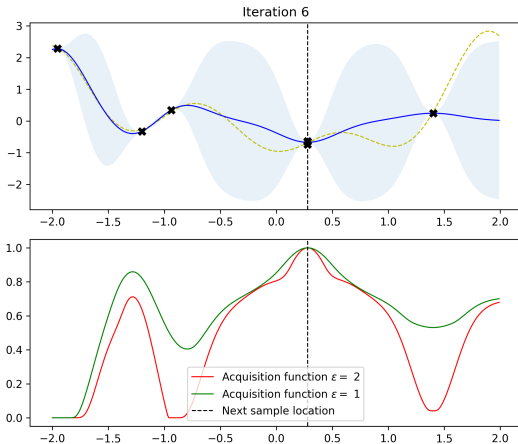 Iteration 6
3
2
1
0
−1
−2
−2.0 −1.5 −1.0 −0.5 0.0 0.5 1.0 1.5 2.0
1.0
0.8
0.6
0.4
0.2
0.0
Acquisition function ε = 2
Acquisition function ε = 1
Next sample location
−2.0 −1.5 −1.0 −0.5 0.0 0.5 1.0 1.5 2.0